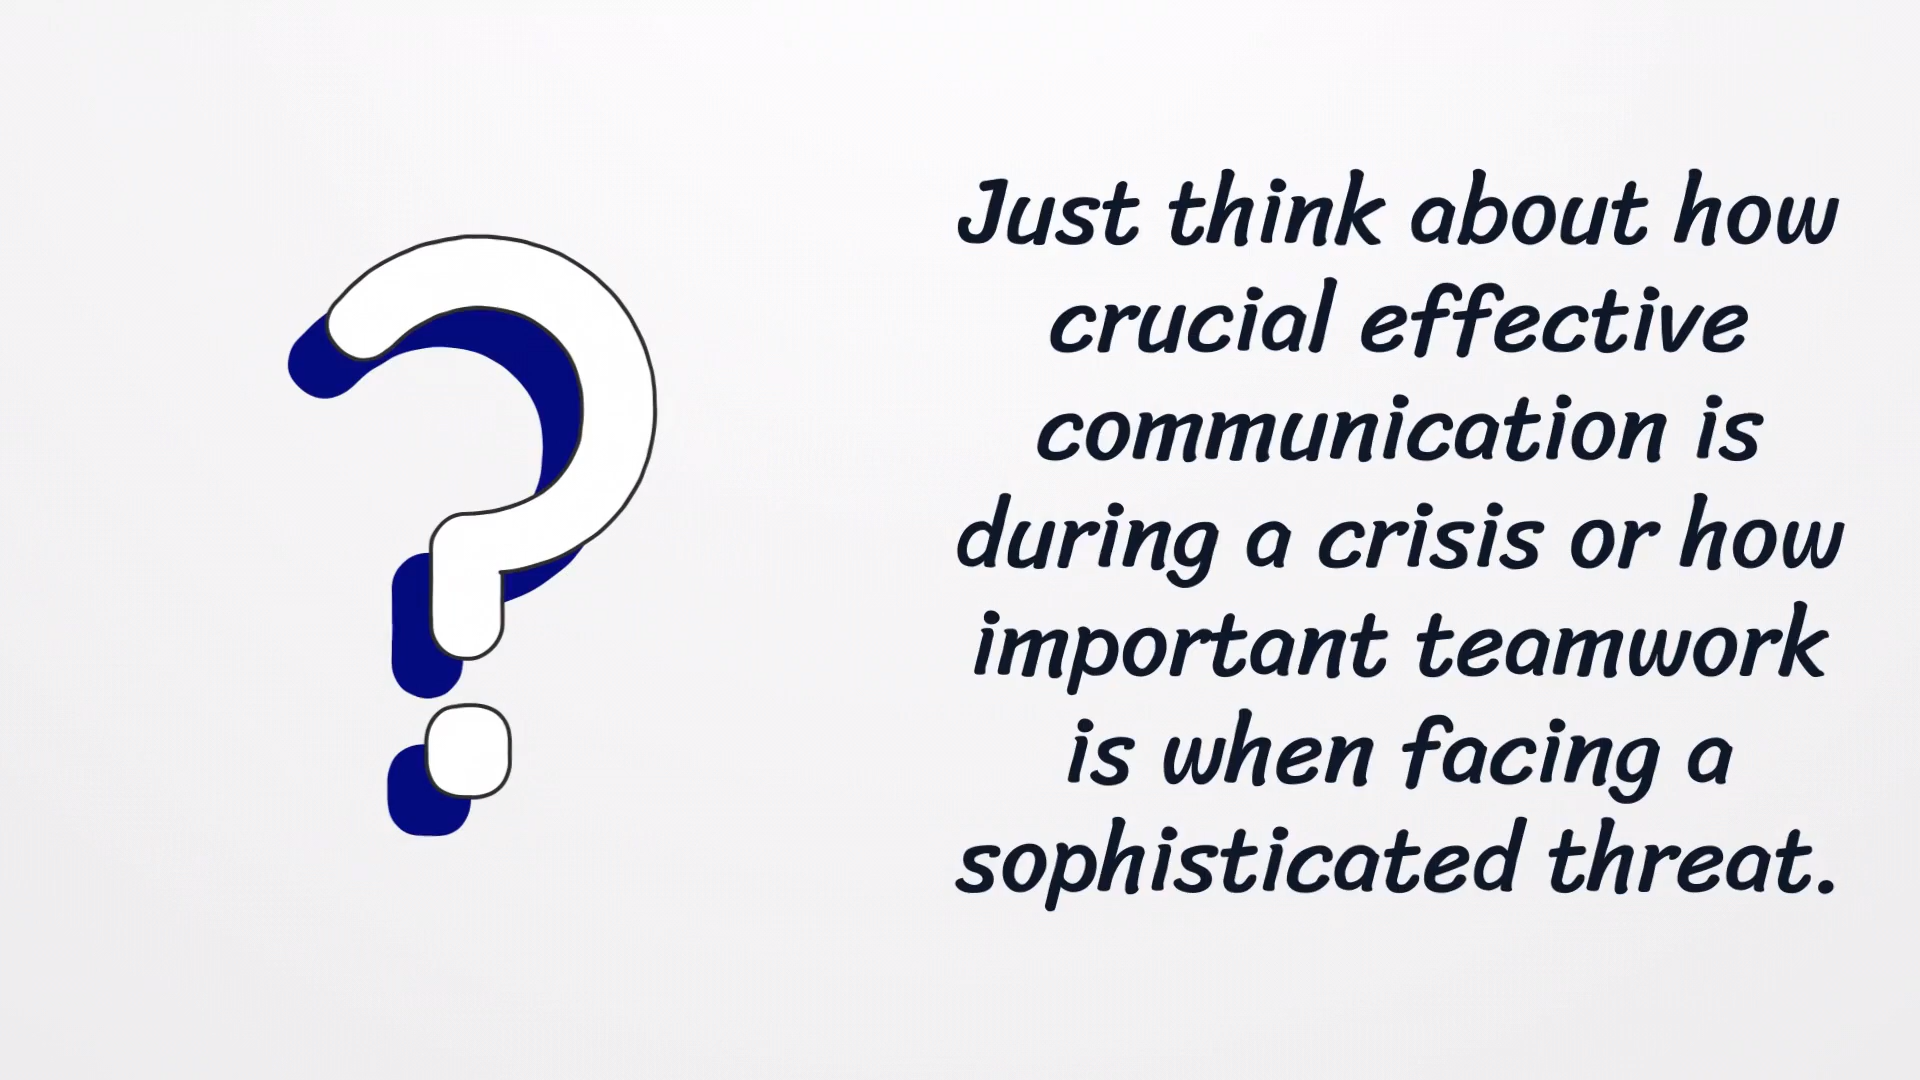 Just think about how
crucial effective
communication is
during a crisis or how
important teamwork
is when facing a
sophisticated threat.